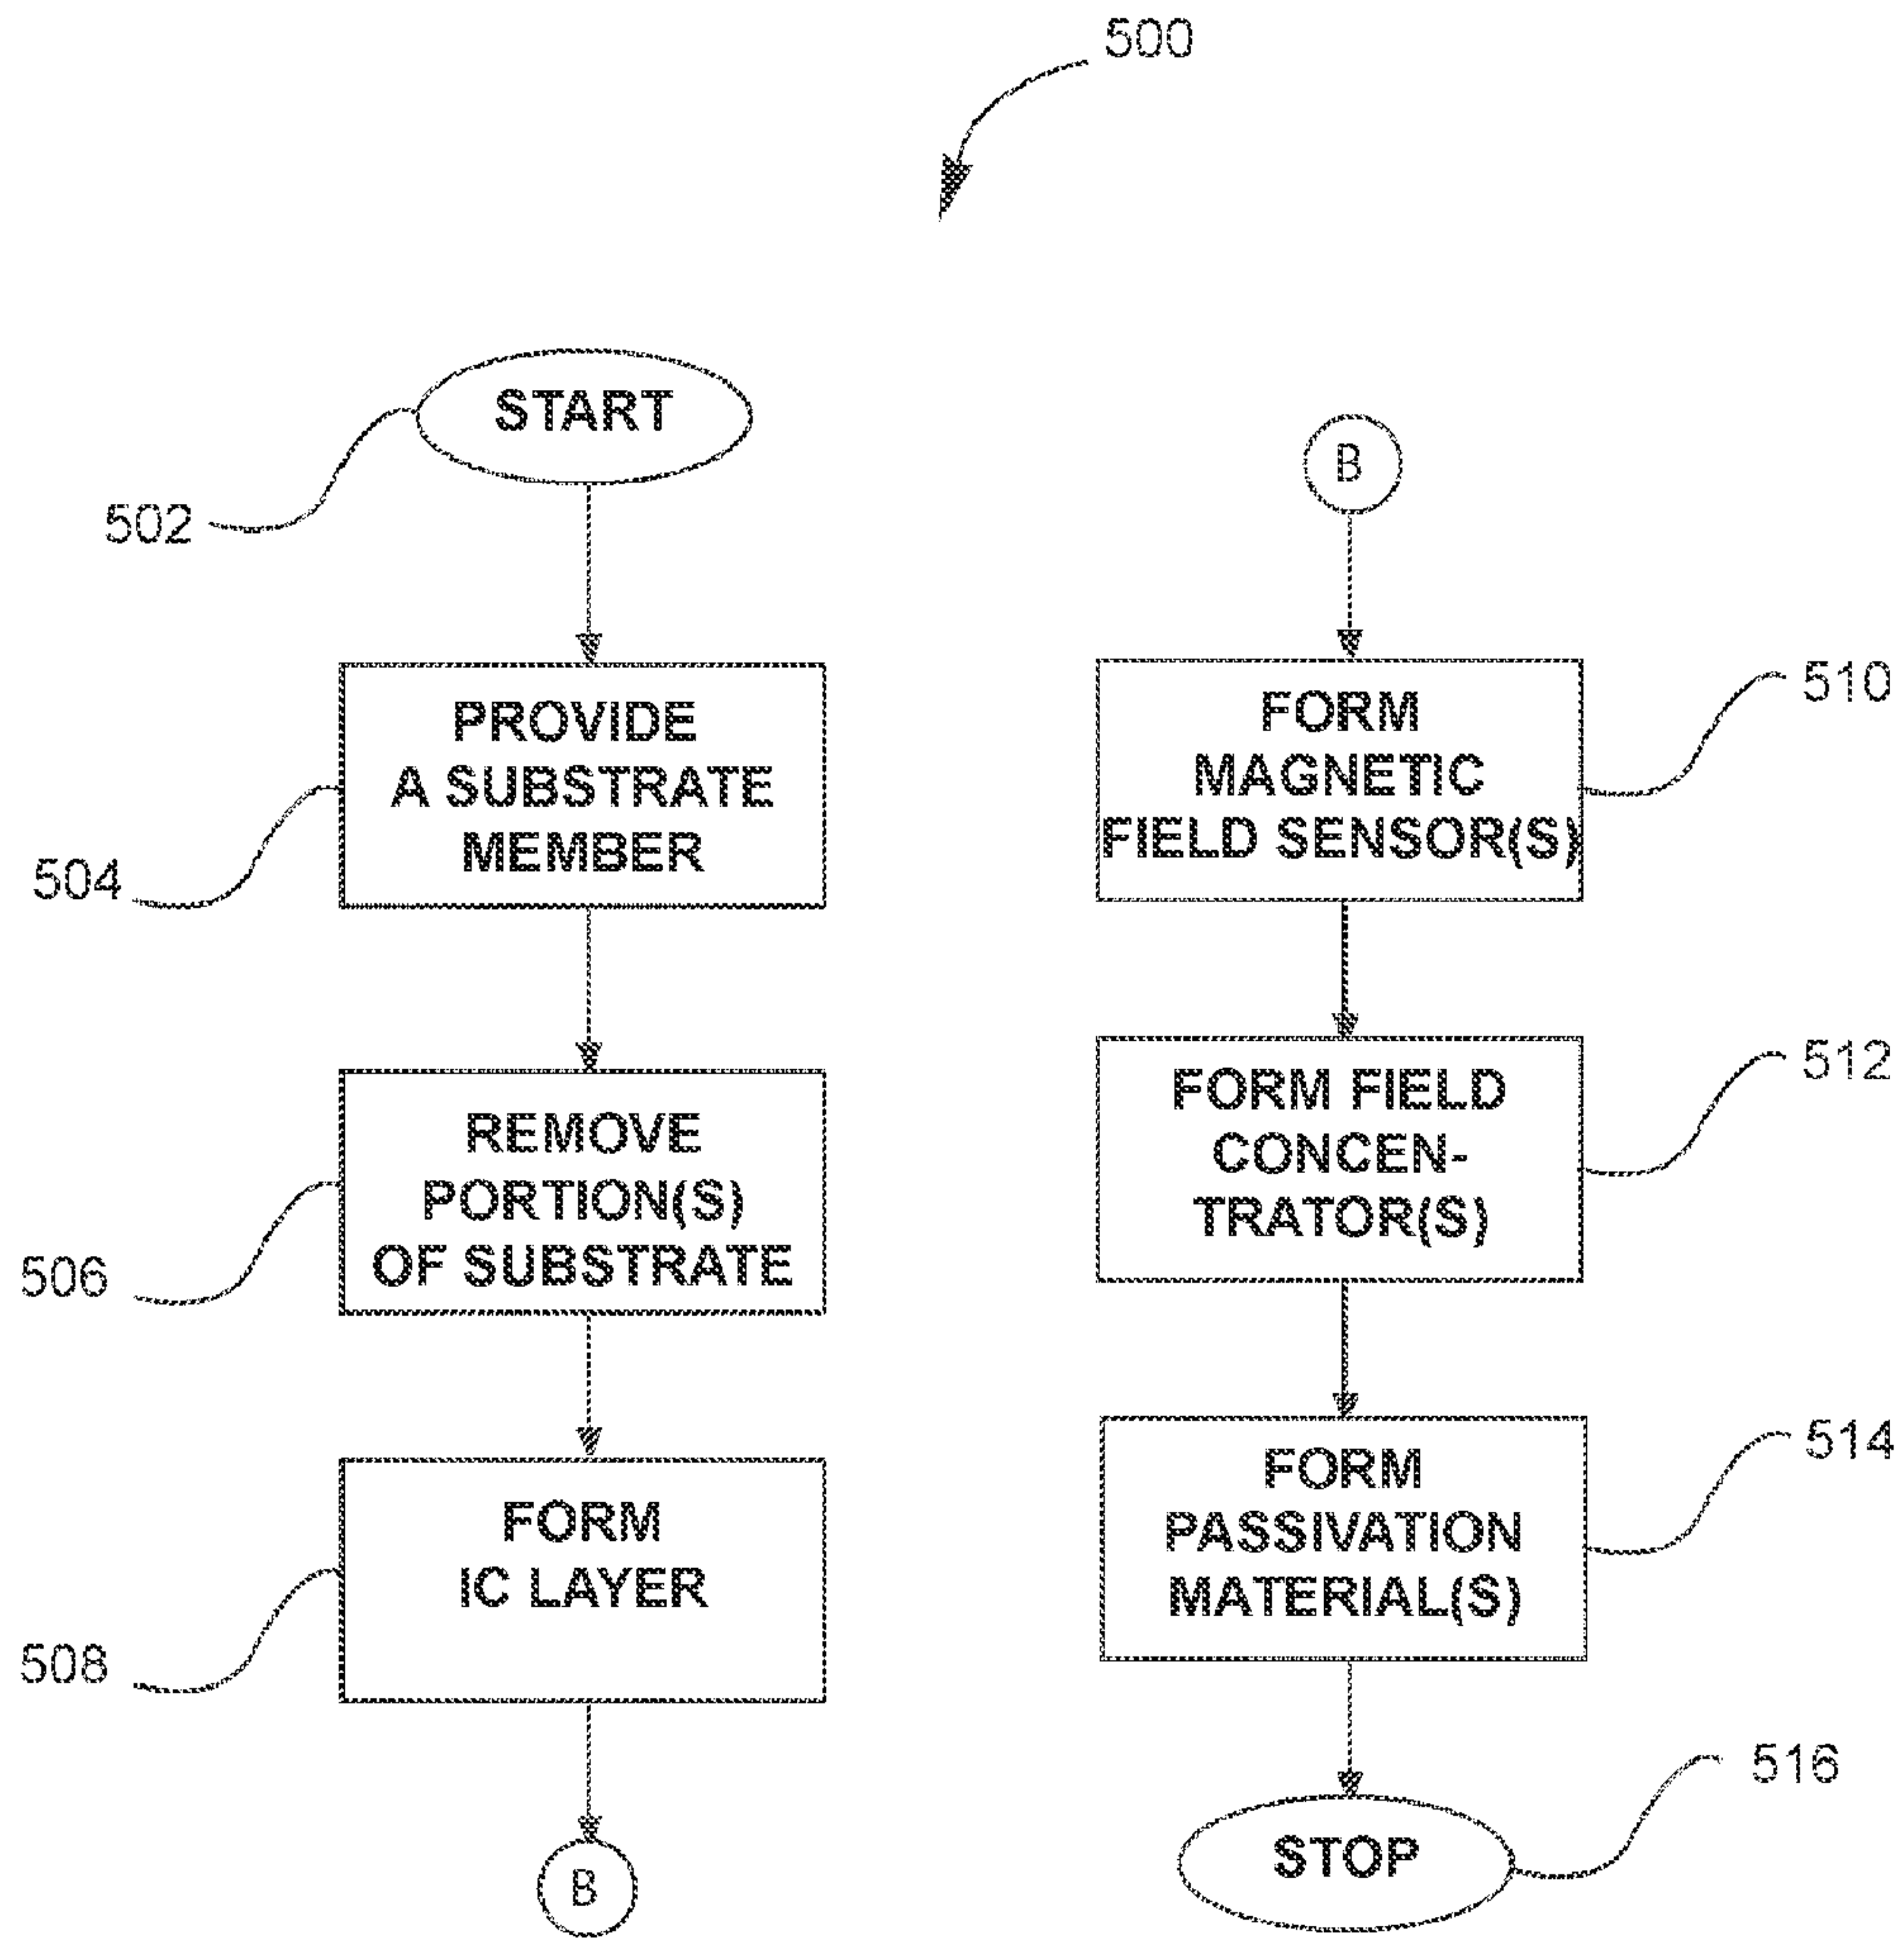 500
START
502
PROVIDE
A SUBSTRATE
MEMBER
504
REMOVE
PORTION(S)
OF SUBSTRATE
506
FORM
IC LAYER
508
B
B
FORM
MAGNETIC
FIELD SENSOR(S)
510
FORM FIELD
CONCEN-
TRATOR(S)
512
FORM
PASSIVATION
MATERIAL(S)
514
STOP
516